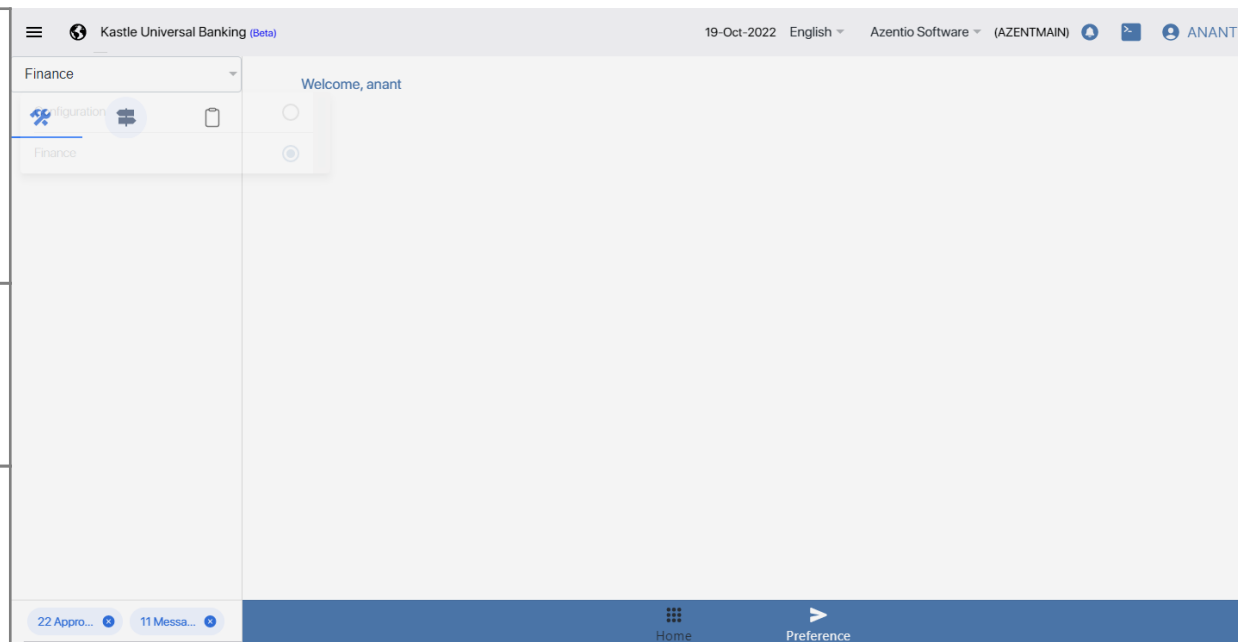 Kastle Universal Banking (Beta)
19-Oct-2022 English Azentio Software (AZENTMAIN) ANANT
Finance
Welcome, anant
Configuration
Finance
22 Appro... 11 Messa...
Home Preference